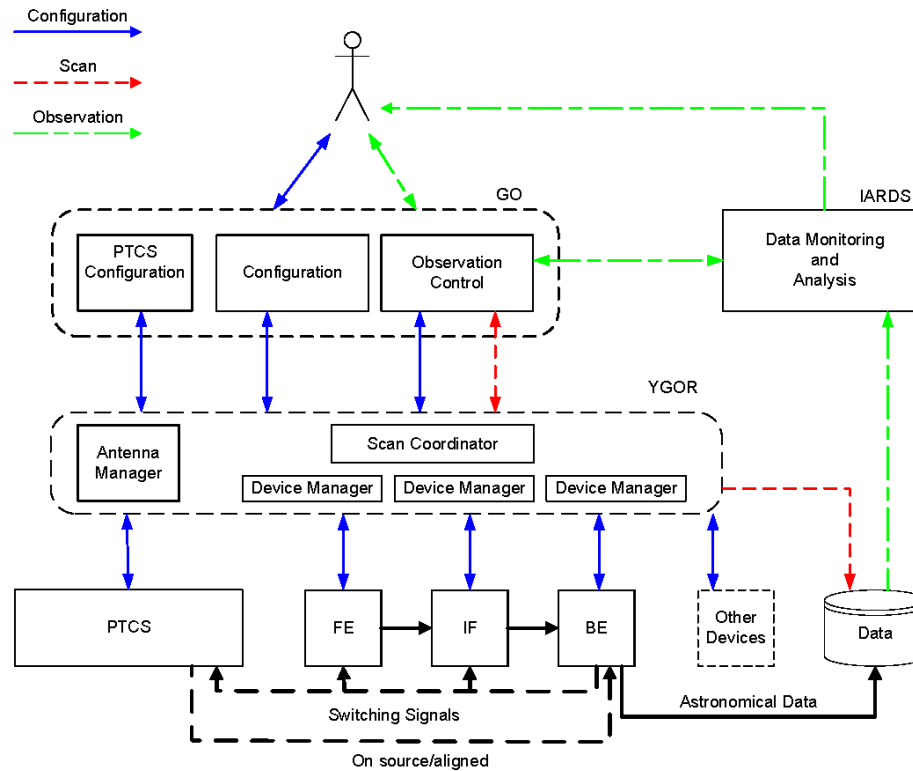 Configuration
Scan
Observation
GO
IARDS
PTCS
Configuration
Configuration
Observation
Control
Data Monitoring
and
Analysis
YGOR
Antenna
Manager
Scan Coordinator
Device Manager
Device Manager
Device Manager
PTCS
FE
IF
BE
Other
Devices
Data
Switching Signals
Astronomical Data
On source/aligned